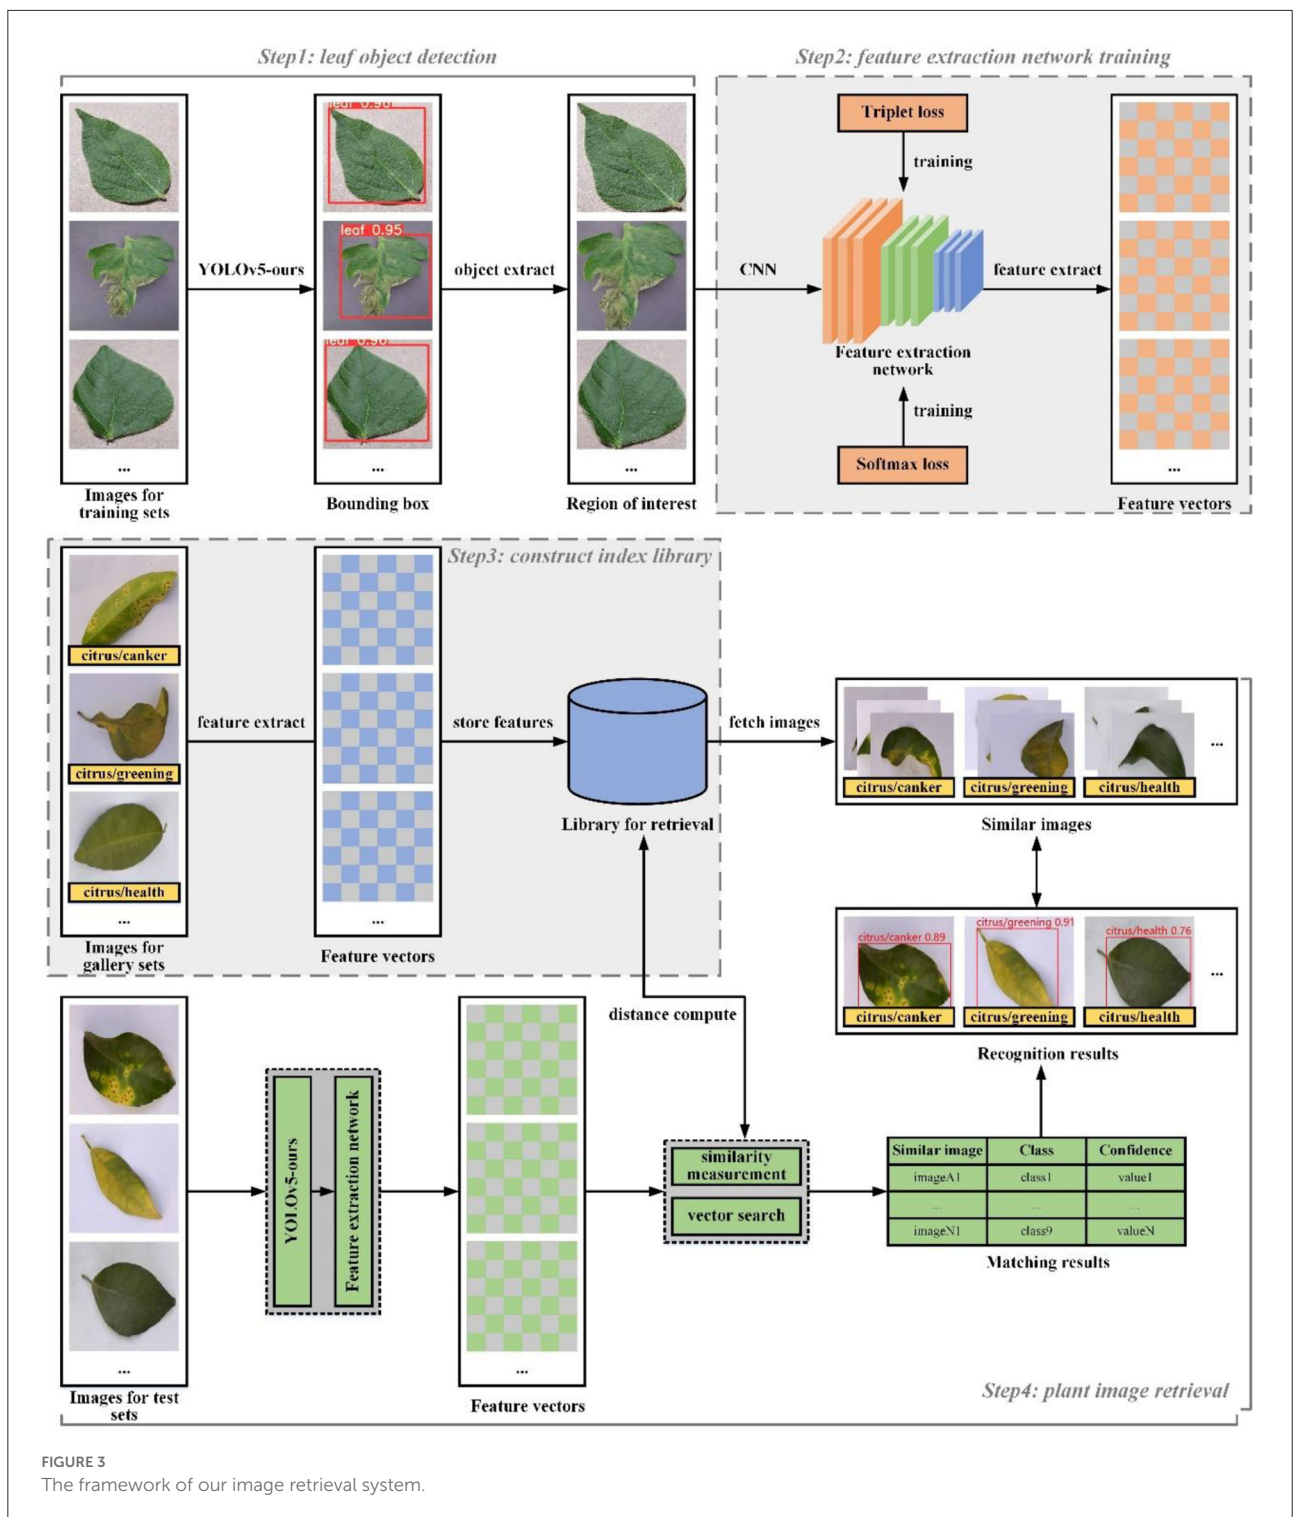 Step1: leaf object detection
Step2: feature extraction network training
leaf 0.96
leaf 0.95
leaf 0.96
YOLOv5-ours
object extract
CNN
feature extract
Triplet loss
training
Feature extraction
network
training
Softmax loss
...
...
...
...
Images for
training sets
Bounding box
Region of interest
Feature vectors
Step3: construct index library
citrus/canker
citrus/greening
citrus/health
...
Images for
gallery sets
feature extract
...
Feature vectors
store features
Library for retrieval
fetch images
citrus/canker
citrus/greening
citrus/health
...
Similar images
citrus/canker 0.89
citrus/greening 0.91
citrus/health 0.76
citrus/canker
citrus/greening
citrus/health
...
Recognition results
distance compute
...
Images for test
sets
YOLOv5-ours
Feature extraction network
...
Feature vectors
similarity
measurement
vector search
Similar image Class Confidence
imageA1 class1 value1
... ... ...
imageN1 class9 valueN
Matching results
Step4: plant image retrieval
FIGURE 3
The framework of our image retrieval system.